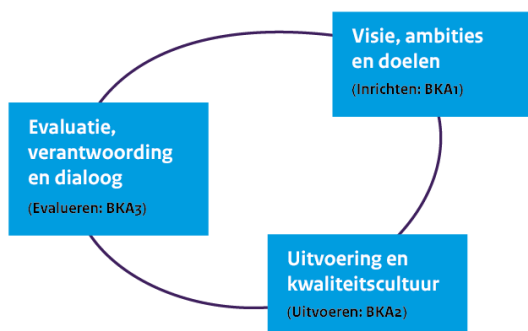 Visie, ambities
en doelen
(Inrichten: BKA1)
Evaluatie,
verantwoording
en dialoog
(Evalueren: BKA3)
Uitvoering en
kwaliteitscultuur
(Uitvoeren: BKA2)